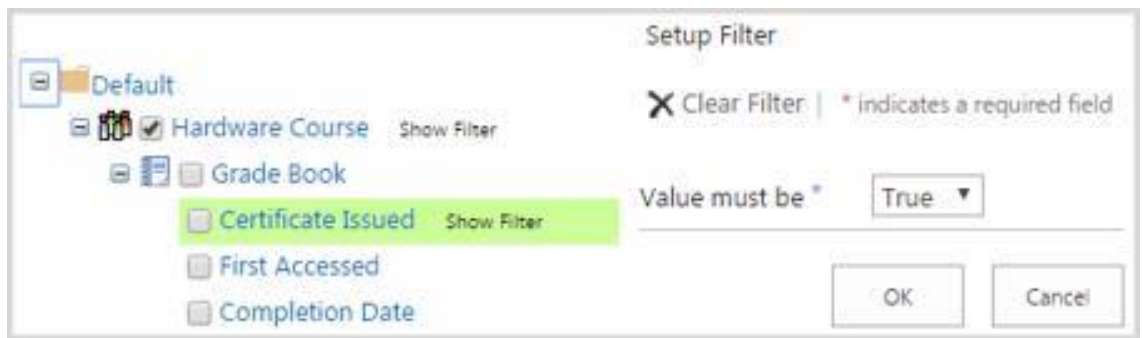 Default
Hardware Course Show Filter
Grade Book
Certificate Issued Show Filter
First Accessed
Completion Date
Setup Filter
Clear Filter | * indicates a required field
Value must be * True
OK Cancel